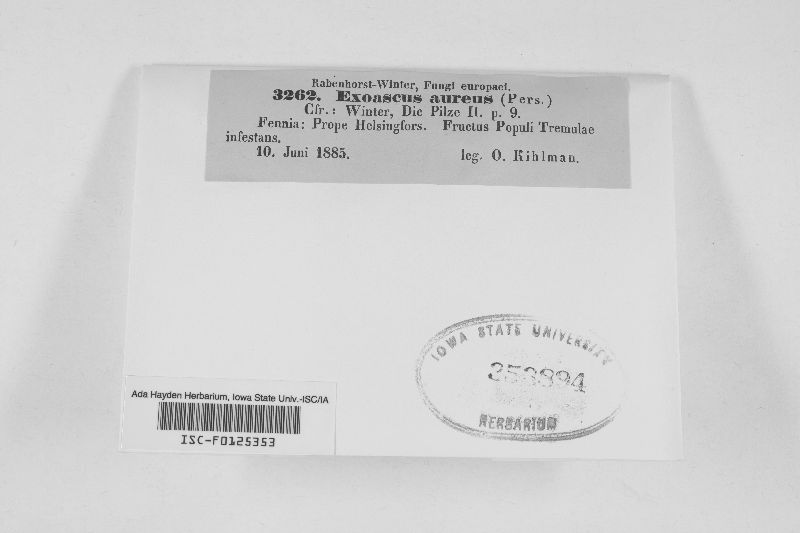 Rabenhorst-Winter, Fungi europaei.
3262. Exoascus aureus (Pers.)
Cfr.: Winter, Die Pilze II. p. 9.
Fennia: Prope Helsingfors. Fructus Populi Tremulae
infestans.
10. Juni 1885. leg. O. Kihlman.
IOWA STATE UNIVERSITY
353894
HERBARIUM
Ada Hayden Herbarium, Iowa State Univ.-ISC/IA
ISC-F0125353